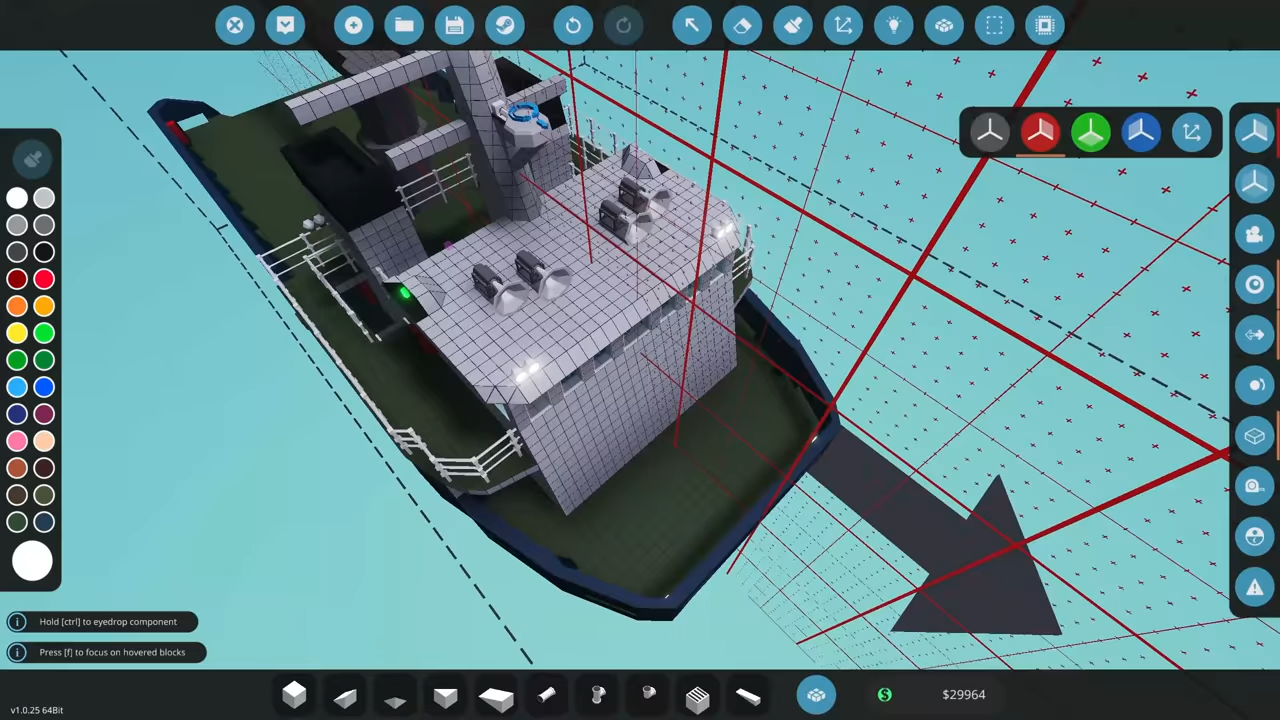 Hold [ctrl] to eyedrop component
Press [f] to focus on hovered blocks
$29964
v1.0.25 64Bit